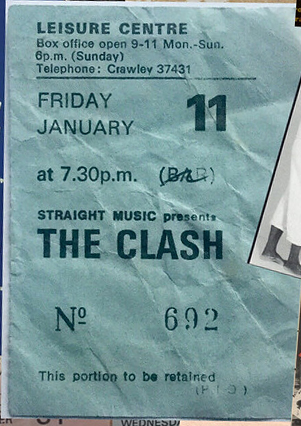 LEISURE CENTRE
Box office open 9-11 Mon.-Sun.
6p.m. (Sunday)
Telephone: Crawley 37431
FRIDAY 11
JANUARY
at 7.30p.m. (BAR)
STRAIGHT MUSIC presents
THE CLASH
Nº 692
This portion to be retained
(P.T.O)
WEDNESDA